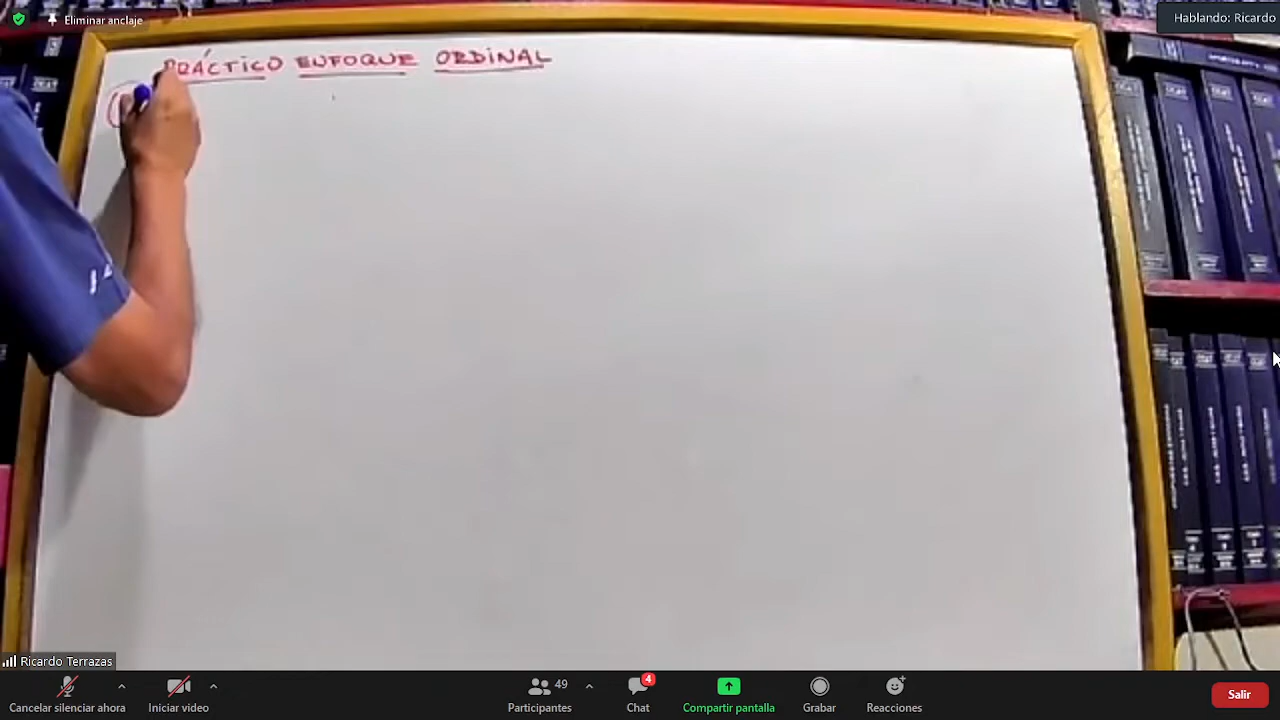 Eliminar anclaje
Hablando: Ricardo
PRÁCTICO ENFOQUE ORDINAL
Ricardo Terrazas
Cancelar silenciar ahora
Iniciar video
49
Participantes
4
Chat
Compartir pantalla
Grabar
Reacciones
Salir